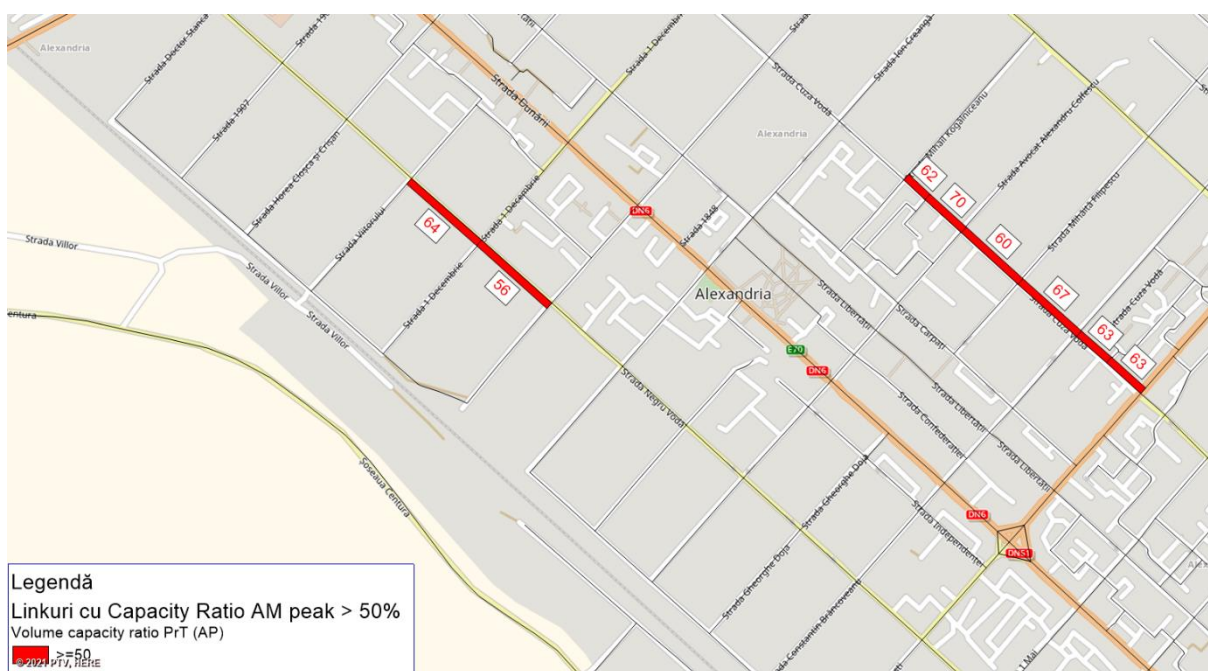 Alexandria
Strada Doctor Stanca
Strada 19
Strada 1907
Strada Horea Cloșca și Crișan
Strada Viitorului
Strada 1 Decembrie
Strada 1 Decembrie
Strada 1 Decembrie
Strada Dunării
DN6
Strada 1848
Strada Cuza Vodă
Strada Ion Creangă
Alexandria
Mihail Kogălniceanu
Strada Avocat Alexandru Colfescu
Strada Mihăiță Filipescu
Strada Cuza Vodă
Strada Cuza Vodă
62
70
60
67
63
63
64
56
Strada Villor
Strada Villor
Strada Villor
entura
Șoseaua Centura
Alexandria
Strada Libertății
Strada Carpați
E70
DN6
Strada Negru Vodă
Strada Confederației
Strada Libertății
Strada Libertății
Strada Gheorghe Doja
Strada Gheorghe Doja
Strada Independenței
Strada Constantin Brâncoveanu
DN6
DN51
Mai
Legendă
Linkuri cu Capacity Ratio AM peak > 50%
Volume capacity ratio PrT (AP)
>=50
© 2021 PTV, HERE